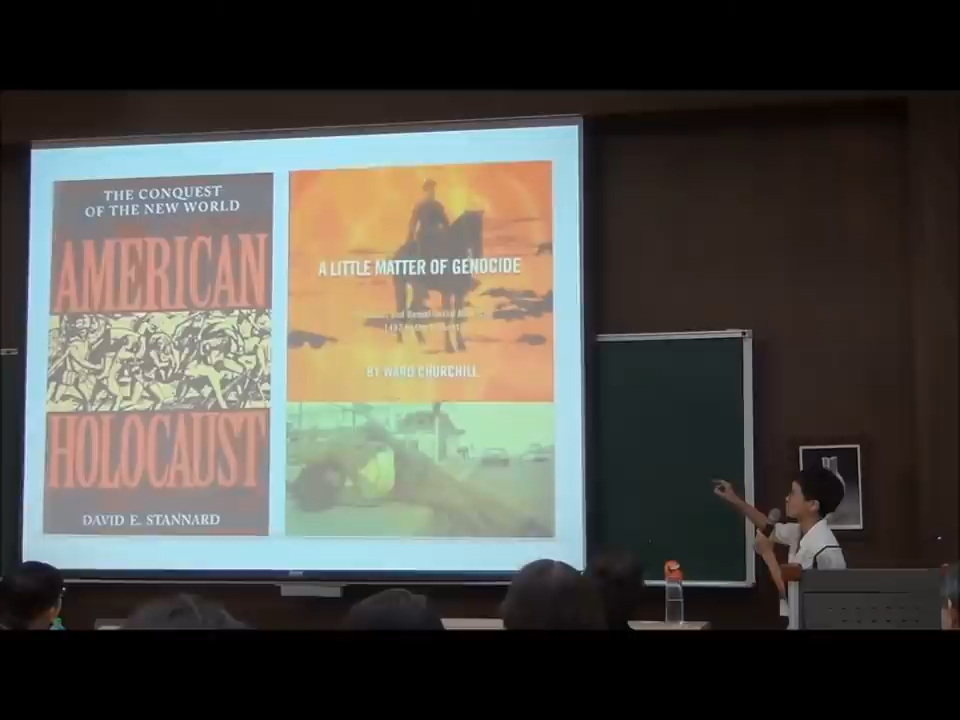 THE CONQUEST
OF THE NEW WORLD
AMERICAN
HOLOCAUST
DAVID E. STANNARD
A LITTLE MATTER OF GENOCIDE
BY WARD CHURCHILL